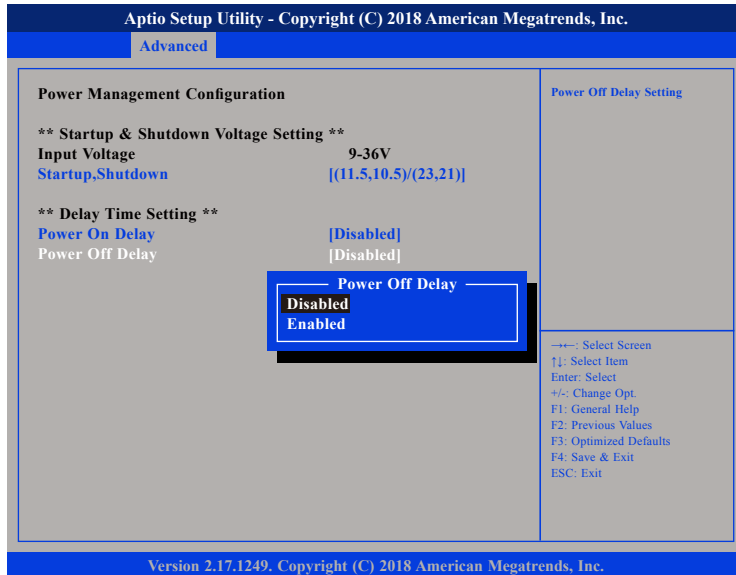 Aptio Setup Utility - Copyright (C) 2018 American Megatrends, Inc.
Advanced
Power Management Configuration
** Startup & Shutdown Voltage Setting **
Input Voltage 9-36V
Startup,Shutdown [(11.5,10.5)/(23,21)]
** Delay Time Setting **
Power On Delay [Disabled]
Power Off Delay [Disabled]
Power Off Delay
Disabled
Enabled
Power Off Delay Setting
→←: Select Screen
↑↓: Select Item
Enter: Select
+/-: Change Opt.
F1: General Help
F2: Previous Values
F3: Optimized Defaults
F4: Save & Exit
ESC: Exit
Version 2.17.1249. Copyright (C) 2018 American Megatrends, Inc.